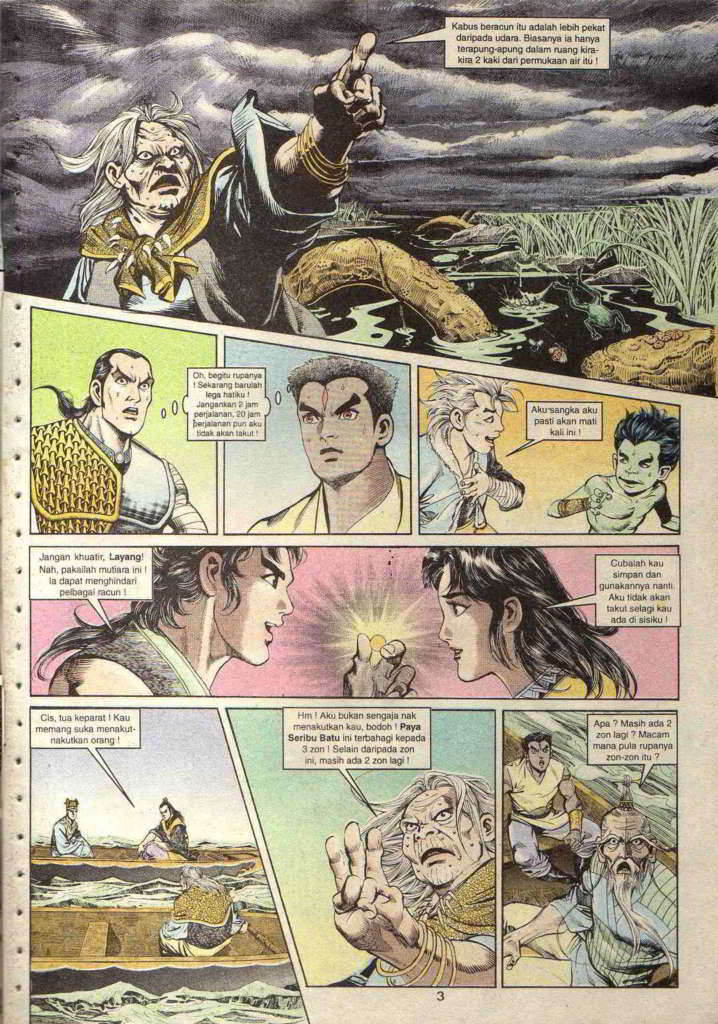 Kabus beracun itu adalah lebih pekat
daripada udara. Biasanya ia hanya
terapung-apung dalam ruang kira-
kira 2 kaki dari permukaan air itu !
Oh, begitu rupanya
! Sekarang barulah
lega hatiku !
Jangankan 2 jam
perjalanan, 20 jam
perjalanan pun aku
tidak akan takut !
Aku sangka aku
pasti akan mati
kali ini !
Jangan khuatir, Layang!
Nah, pakailah mutiara ini !
Ia dapat menghindari
pelbagai racun !
Cubalah kau
simpan dan
gunakannya nanti.
Aku tidak akan
takut selagi kau
ada di sisiku !
Cis, tua keparat ! Kau
memang suka menakut-
nakutkan orang !
Hm ! Aku bukan sengaja nak
menakutkan kau, bodoh ! Paya
Seribu Batu ini terbahagi kepada
3 zon ! Selain daripada zon
ini, masih ada 2 zon lagi !
Apa ? Masih ada 2
zon lagi ? Macam
mana pula rupanya
zon-zon itu ?
3